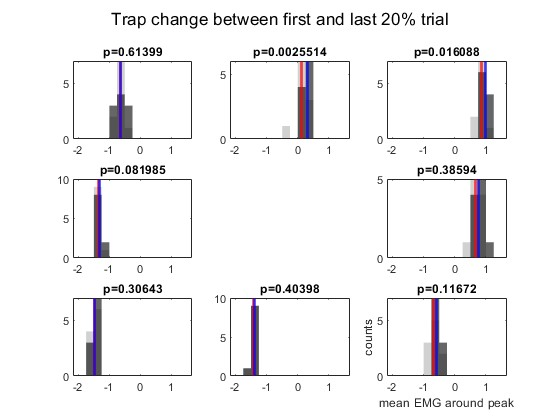 Trap change between first and last 20% trial
p=0.61399
p=0.0025514
p=0.016088
5
0
-2 -1 0 1
5
0
-2 -1 0 1
5
0
-2 -1 0 1
p=0.081985
p=0.38594
10
5
0
-2 -1 0 1
5
0
-2 -1 0 1
p=0.30643
p=0.40398
p=0.11672
5
0
-2 -1 0 1
10
5
0
-2 -1 0 1
counts
5
0
-2 -1 0 1
mean EMG around peak